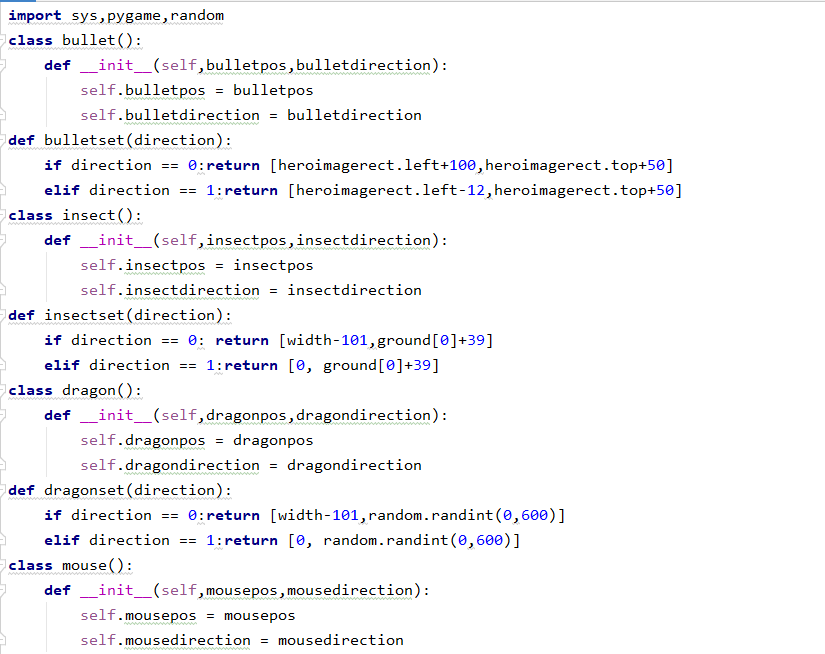 import sys,pygame,random
class bullet():
    def __init__(self,bulletpos,bulletdirection):
        self.bulletpos = bulletpos
        self.bulletdirection = bulletdirection
def bulletset(direction):
    if direction == 0:return [heroimagerect.left+100,heroimagerect.top+50]
    elif direction == 1:return [heroimagerect.left-12,heroimagerect.top+50]
class insect():
    def __init__(self,insectpos,insectdirection):
        self.insectpos = insectpos
        self.insectdirection = insectdirection
def insectset(direction):
    if direction == 0: return [width-101,ground[0]+39]
    elif direction == 1:return [0, ground[0]+39]
class dragon():
    def __init__(self,dragonpos,dragondirection):
        self.dragonpos = dragonpos
        self.dragondirection = dragondirection
def dragonset(direction):
    if direction == 0:return [width-101,random.randint(0,600)]
    elif direction == 1:return [0, random.randint(0,600)]
class mouse():
    def __init__(self,mousepos,mousedirection):
        self.mousepos = mousepos
        self.mousedirection = mousedirection